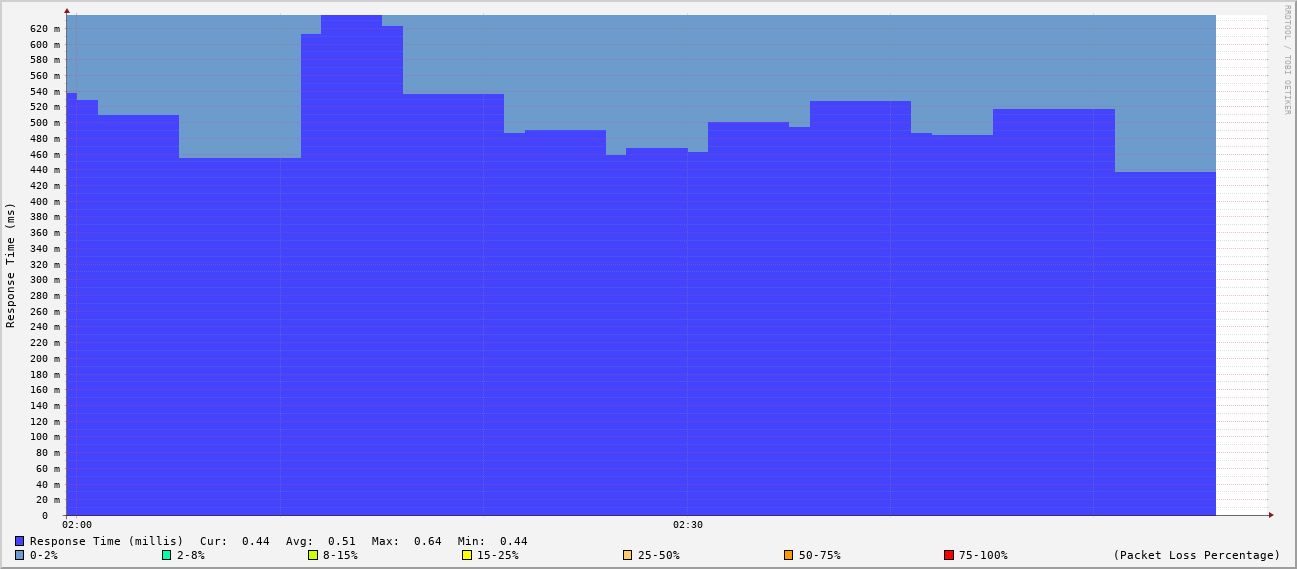 RRDTOOL / TOBI OETIKER
Response Time (ms)
620 m
600 m
580 m
560 m
540 m
520 m
500 m
480 m
460 m
440 m
420 m
400 m
380 m
360 m
340 m
320 m
300 m
280 m
260 m
240 m
220 m
200 m
180 m
160 m
140 m
120 m
100 m
80 m
60 m
40 m
20 m
0
02:00 02:30
Response Time (millis) Cur: 0.44 Avg: 0.51 Max: 0.64 Min: 0.44
0-2% 2-8% 8-15% 15-25% 25-50% 50-75% 75-100% (Packet Loss Percentage)